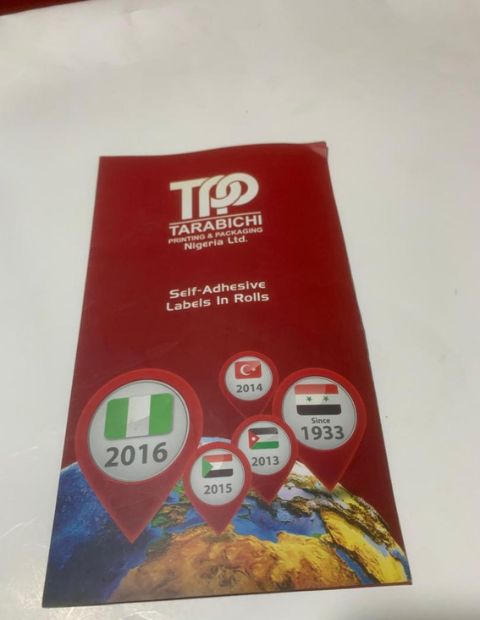 TPP
TARABICHI
PRINTING & PACKAGING
Nigeria Ltd.
Self-Adhesive
Labels In Rolls
2014
Since
1933
2016
2013
2015